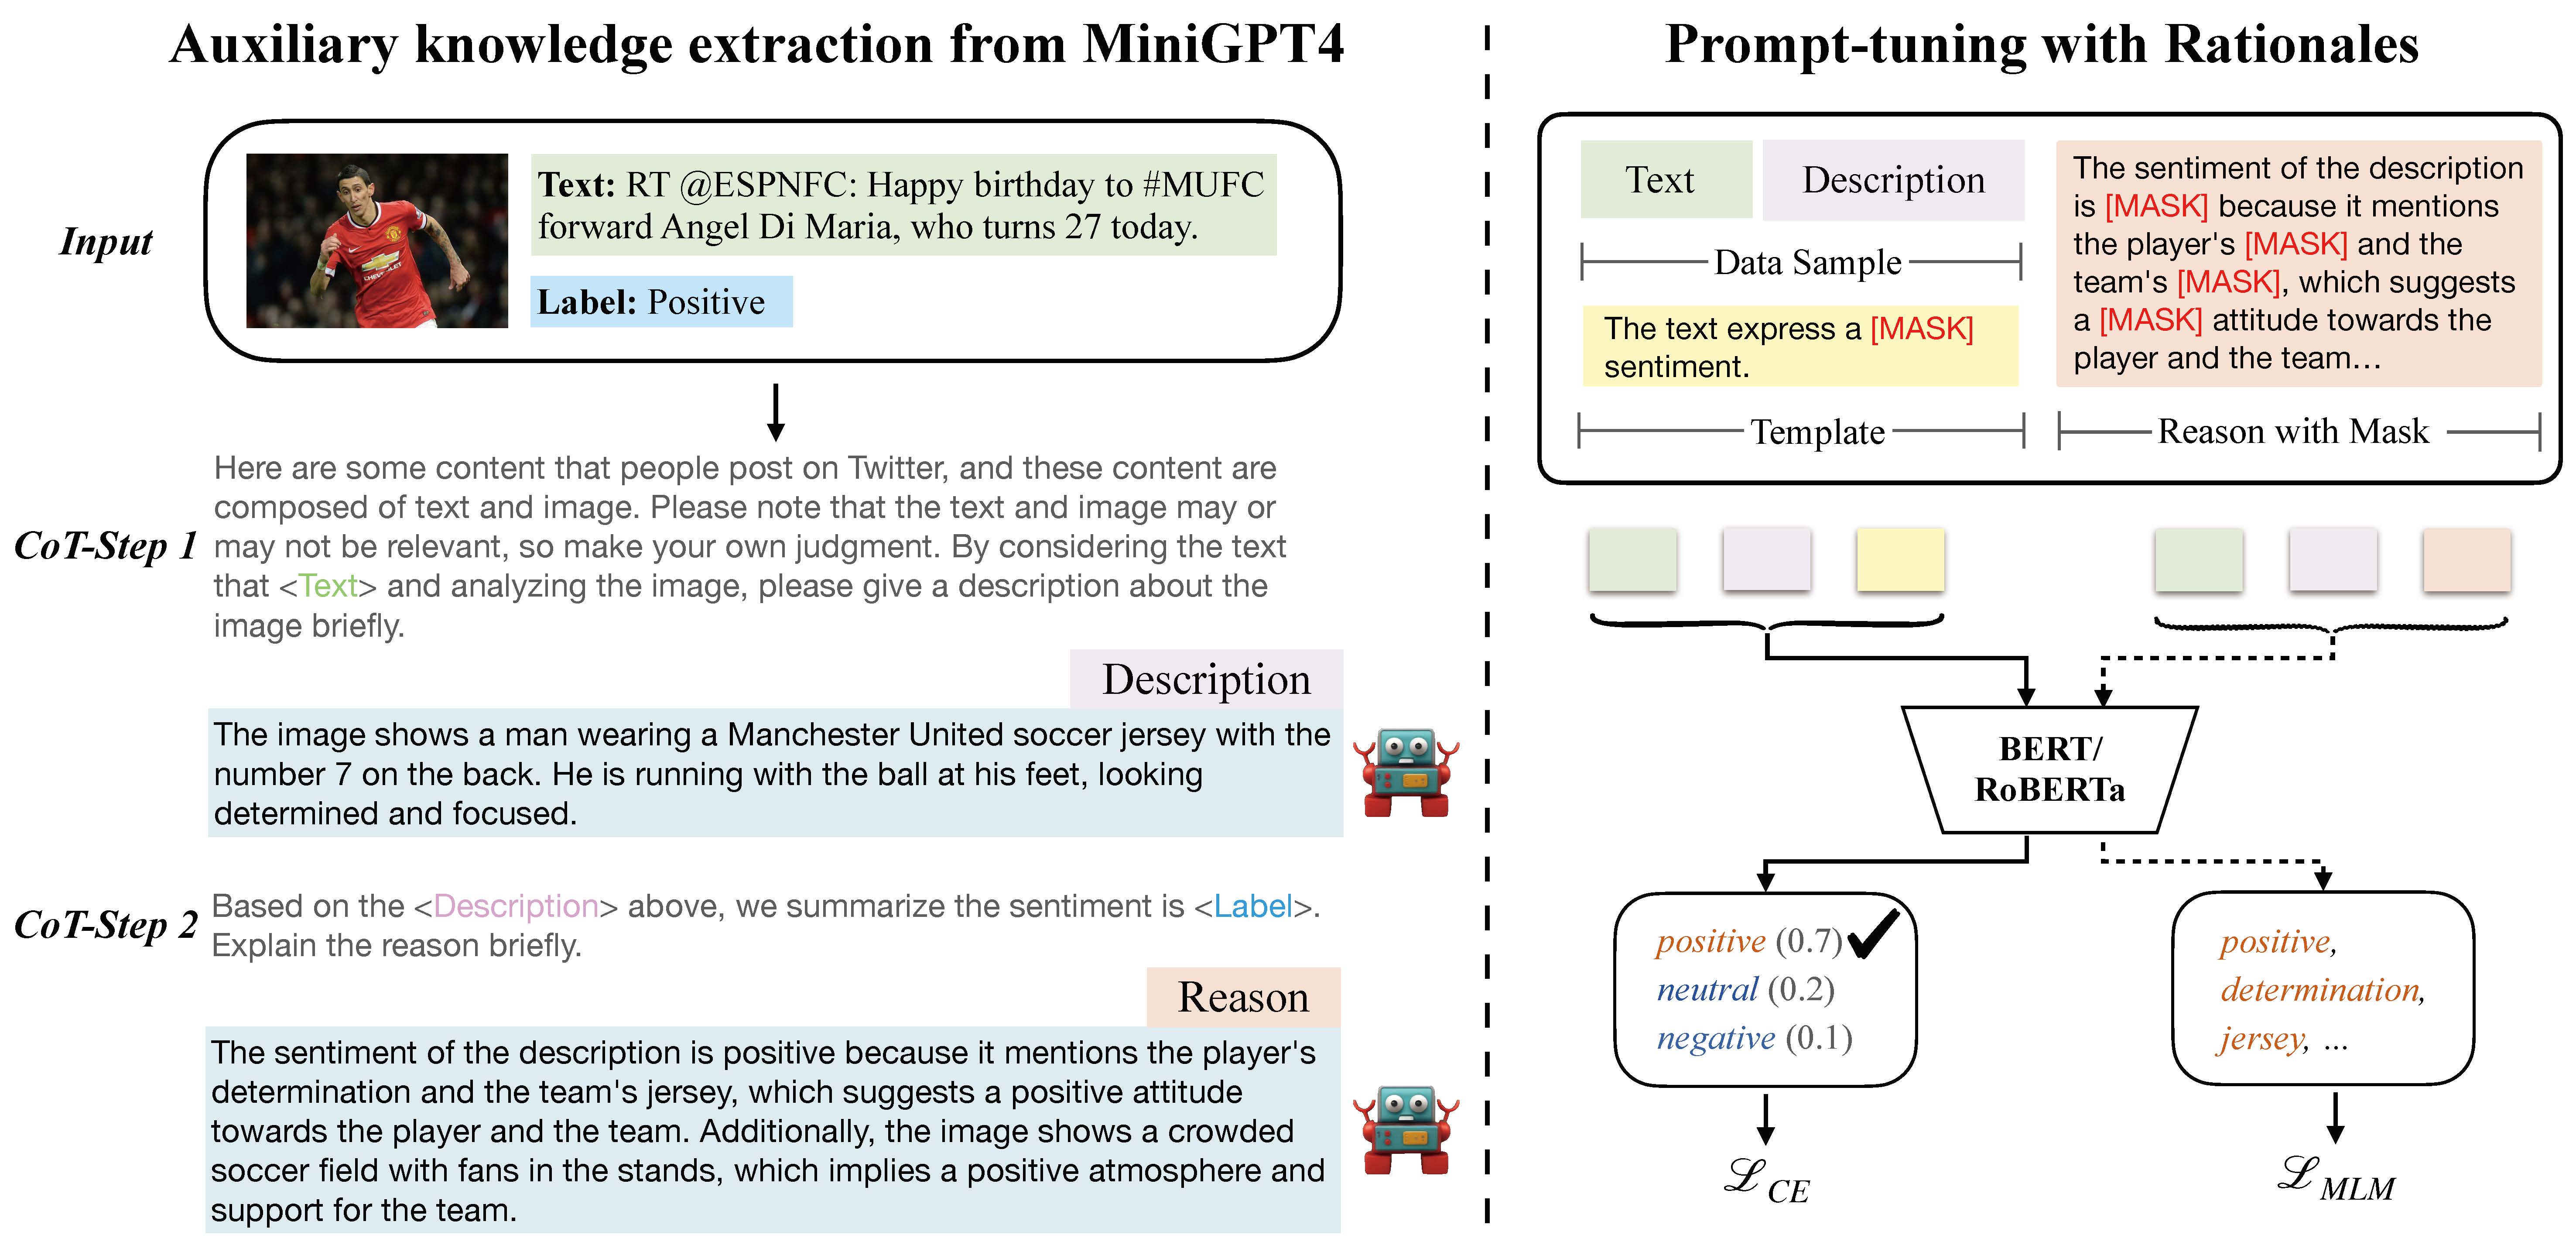 Auxiliary knowledge extraction from MiniGPT4
Input
CHEVROLET
Text: RT @ESPNFC: Happy birthday to #MUFC
forward Angel Di Maria, who turns 27 today.
Label: Positive
CoT-Step 1
Here are some content that people post on Twitter, and these content are
composed of text and image. Please note that the text and image may or
may not be relevant, so make your own judgment. By considering the text
that <Text> and analyzing the image, please give a description about the
image briefly.
Description
The image shows a man wearing a Manchester United soccer jersey with the
number 7 on the back. He is running with the ball at his feet, looking
determined and focused.
CoT-Step 2
Based on the <Description> above, we summarize the sentiment is <Label>.
Explain the reason briefly.
Reason
The sentiment of the description is positive because it mentions the player's
determination and the team's jersey, which suggests a positive attitude
towards the player and the team. Additionally, the image shows a crowded
soccer field with fans in the stands, which implies a positive atmosphere and
support for the team.
Prompt-tuning with Rationales
Text
Description
Data Sample
The text express a [MASK]
sentiment.
Template
The sentiment of the description
is [MASK] because it mentions
the player's [MASK] and the
team's [MASK], which suggests
a [MASK] attitude towards the
player and the team...
Reason with Mask
BERT/
RoBERTa
positive (0.7)
neutral (0.2)
negative (0.1)
positive,
determination,
jersey, ...
ℒ CE
ℒ MLM